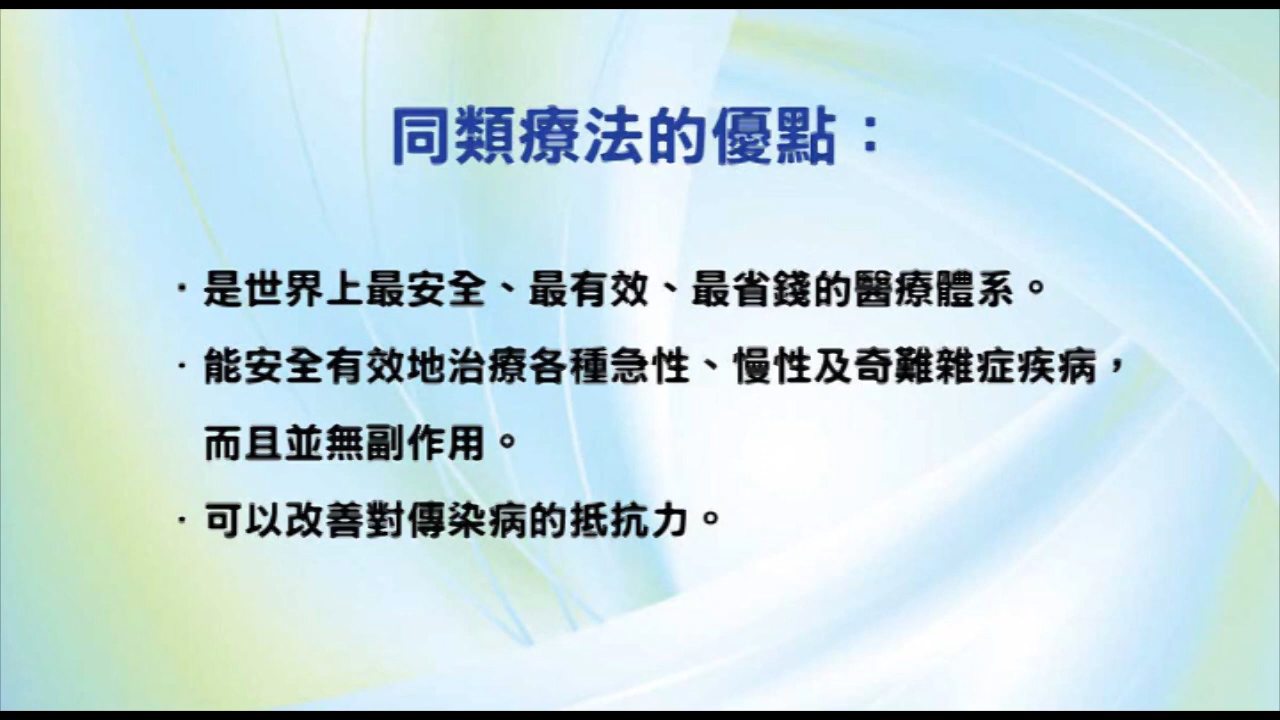 同類療法的優點：
·是世界上最安全、最有效、最省錢的醫療體系。
·能安全有效地治療各種急性、慢性及奇難雜症疾病，
而且並無副作用。
·可以改善對傳染病的抵抗力。